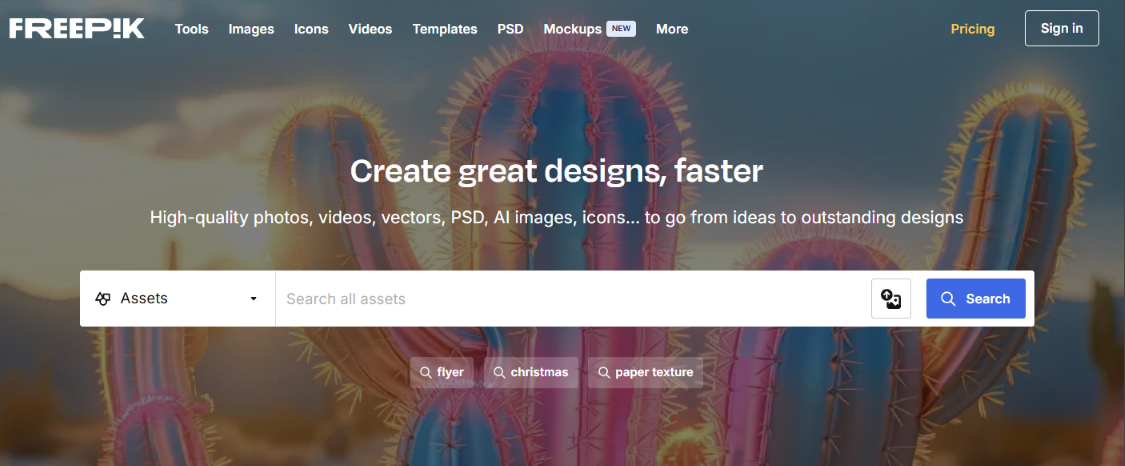 FREEPIK Tools Images Icons Videos Templates PSD Mockups NEW More Pricing Sign in
Create great designs, faster
High-quality photos, videos, vectors, PSD, AI images, icons... to go from ideas to outstanding designs
Assets Search all assets Search
flyer christmas paper texture